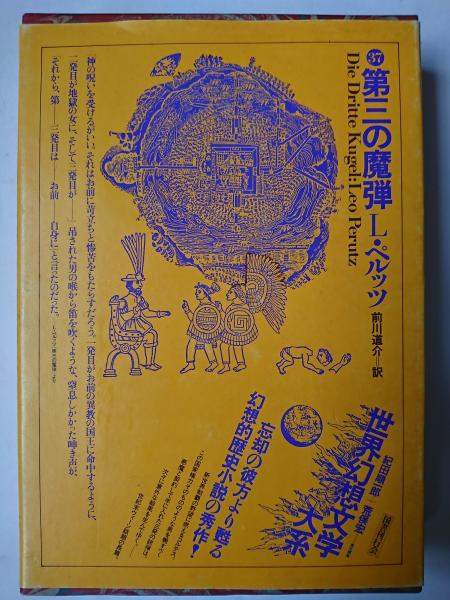 37
第三の魔弾
L・ペルッツ
前川道介＝訳
Die Dritte Kugel・Leo Perutz
「神の呪いを受けるがいい。それはお前に苛立ちと惨苦をもたらすだろう。一発目がお前の異教の国王に命中するように、
二発目が地獄の女に、そして三発目が――」吊された男の喉から笛を吹くような、窒息しかかった呻き声が、
「それから、第――三発目は――お前――自身に」と言ったのだった。
世界幻想文学
大系
紀田順一郎
荒俣宏
国書刊行会
忘却の彼方より甦る
幻想的歴史小説の秀作！